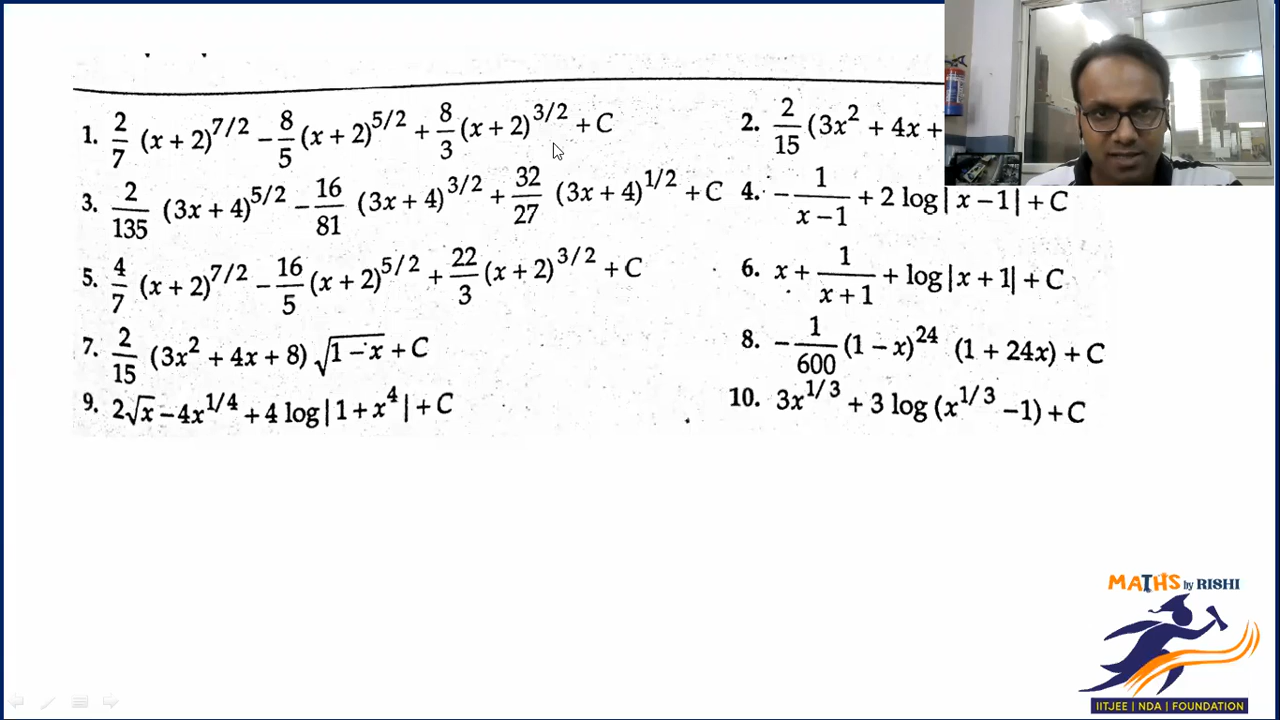 1. 2/7 (x + 2)^7/2 − 8/5 (x + 2)^5/2 + 8/3 (x + 2)^3/2 + C
2. 2/15 (3x² + 4x +
3. 2/135 (3x + 4)^5/2 − 16/81 (3x + 4)^3/2 + 32/27 (3x + 4)^1/2 + C
4. − 1/(x − 1) + 2 log| x − 1| + C
5. 4/7 (x + 2)^7/2 − 16/5 (x + 2)^5/2 + 22/3 (x + 2)^3/2 + C
6. x + 1/(x + 1) + log|x + 1| + C
7. 2/15 (3x² + 4x + 8) √(1 − x) + C
8. − 1/600 (1 − x)^24 (1 + 24x) + C
9. 2√x − 4x^1/4 + 4 log| 1 + x^4 | + C
10. 3x^1/3 + 3 log (x^1/3 − 1) + C
MATHS by RISHI
IITJEE | NDA | FOUNDATION